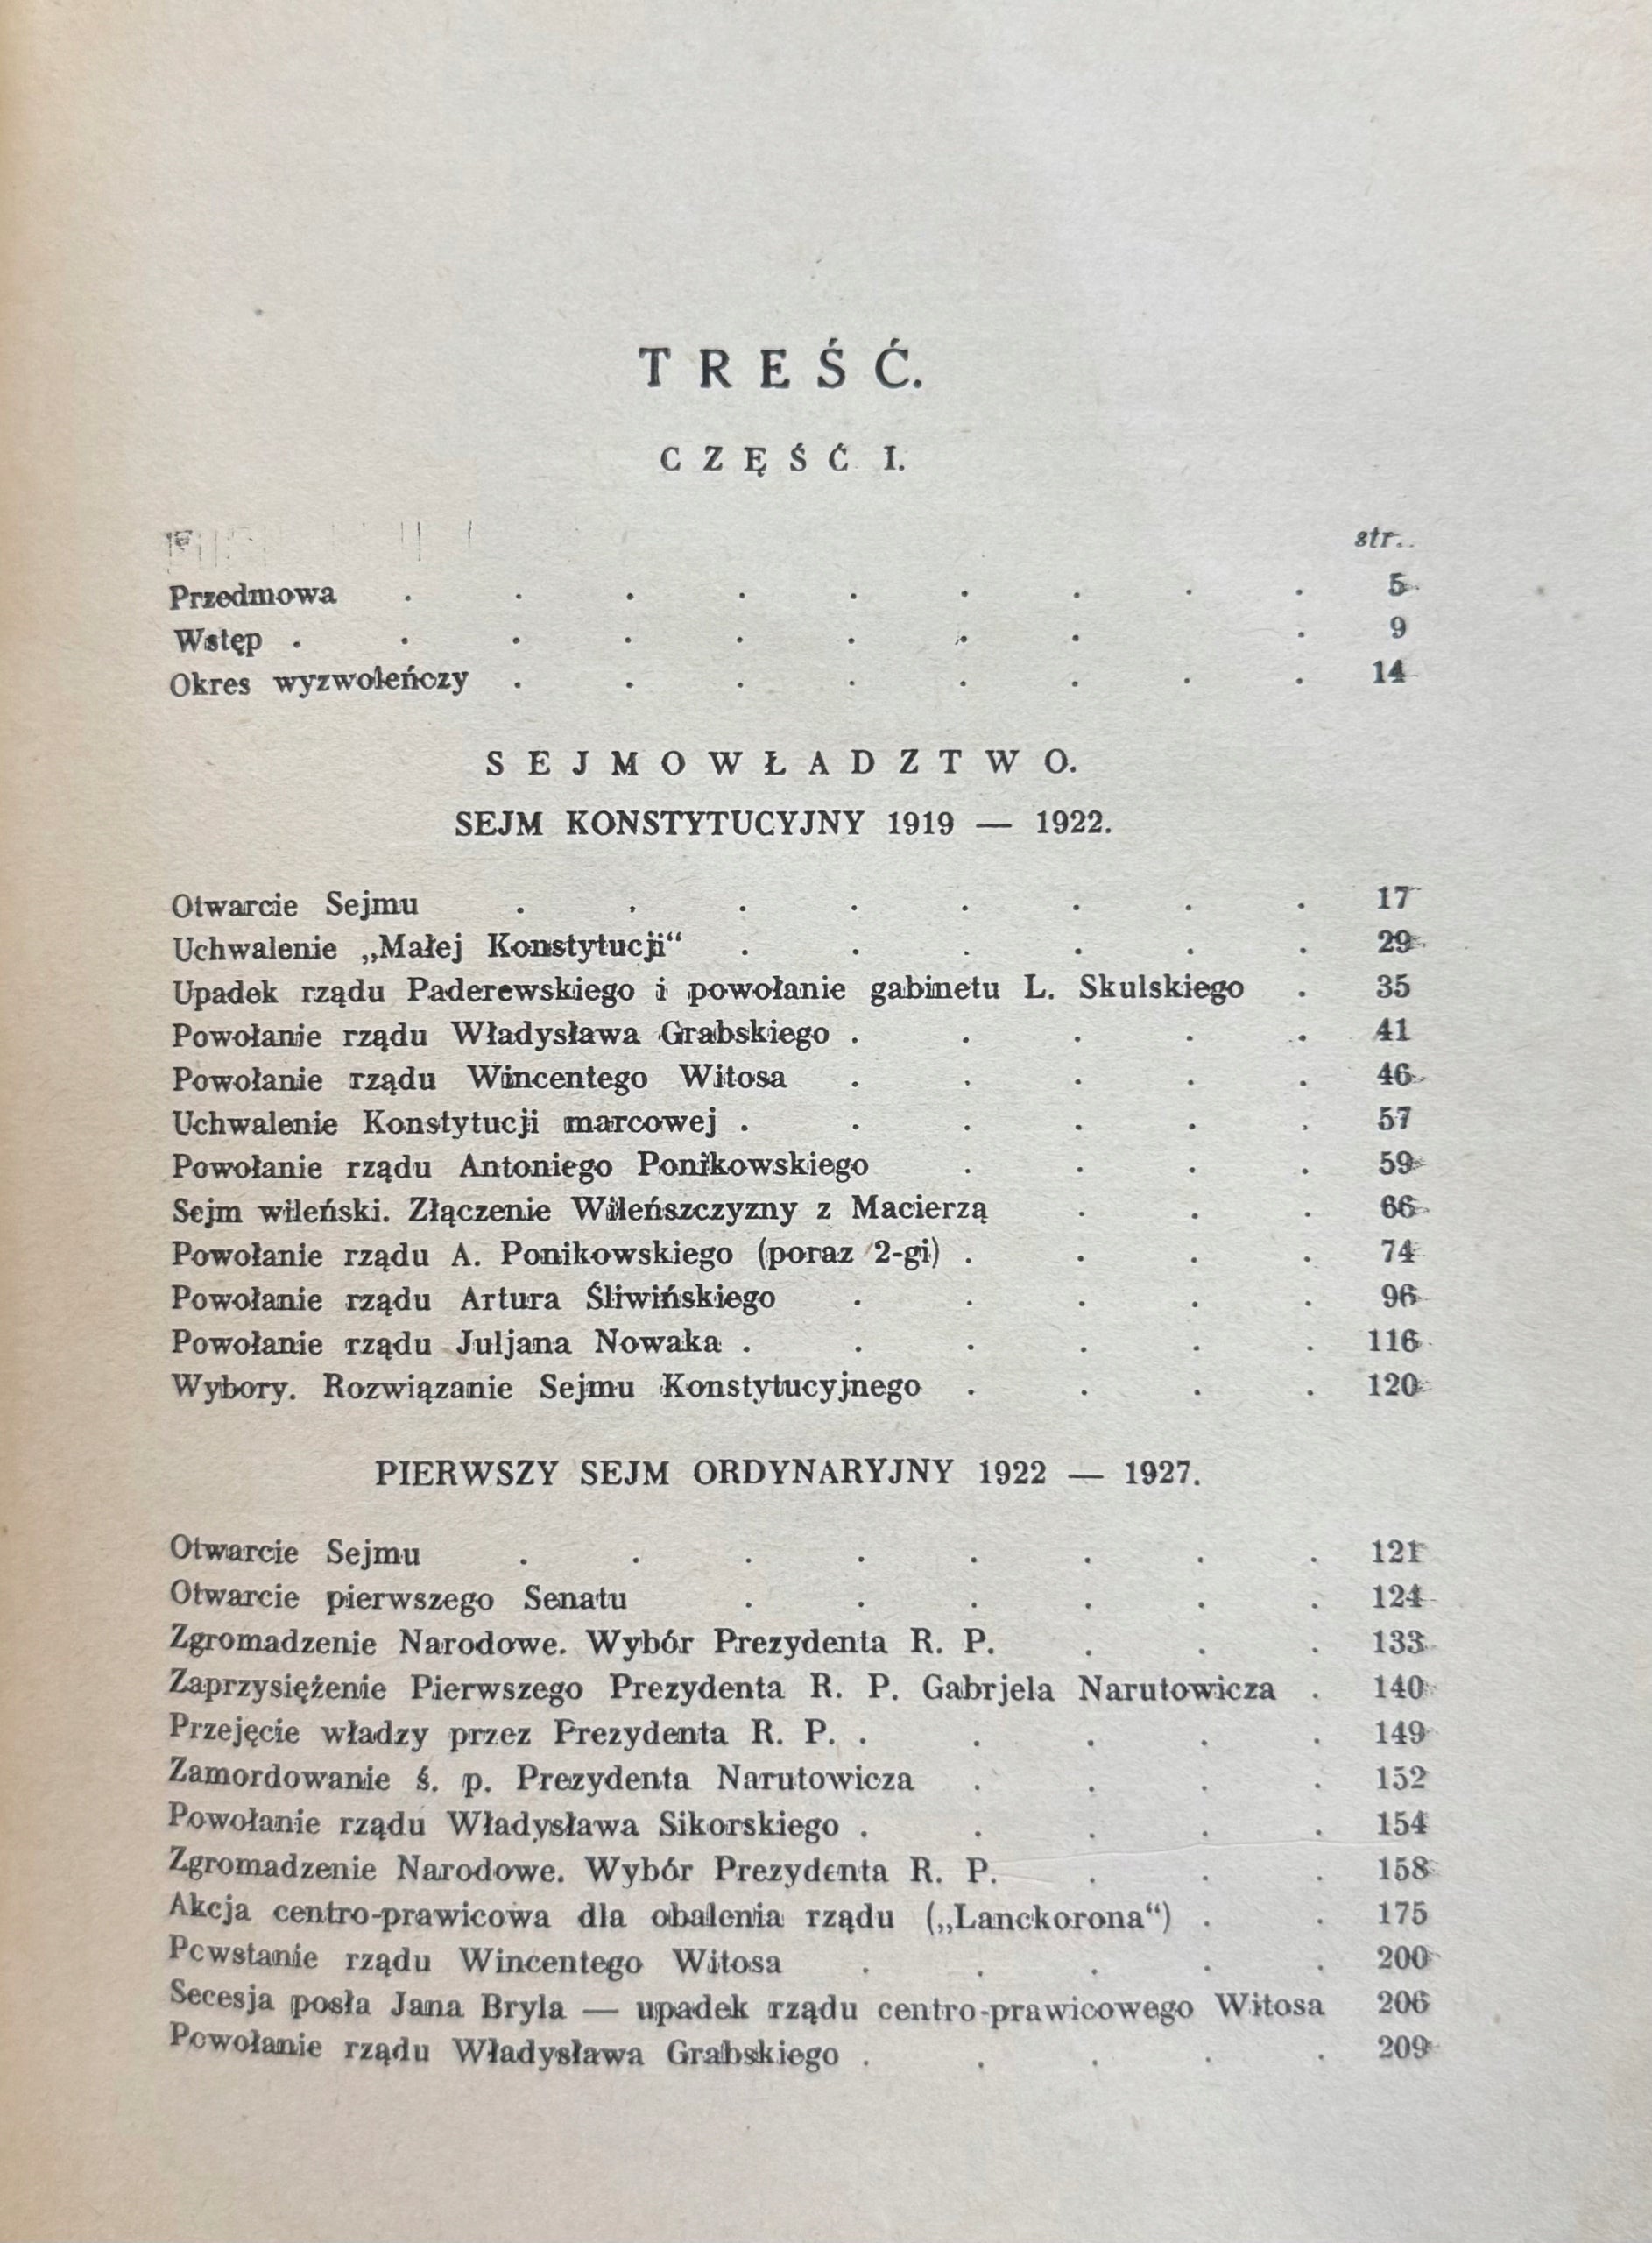 TREŚĆ.
CZĘŚĆ I.
str.
Przedmowa . . . . . . . . . 5
Wstęp . . . . . . . . . 9
Okres wyzwoleńczy . . . . . . . . 14
SEJMOWŁADZTWO.
SEJM KONSTYTUCYJNY 1919 — 1922.
Otwarcie Sejmu . . . . . . . . 17
Uchwalenie „Małej Konstytucji“ . . . . . . 29
Upadek rządu Paderewskiego i powołanie gabinetu L. Skulskiego . 35
Powołanie rządu Władysława Grabskiego . . . . . 41
Powołanie rządu Wincentego Witosa . . . . . 46
Uchwalenie Konstytucji marcowej . . . . . . 57
Powołanie rządu Antoniego Ponikowskiego . . . . 59
Sejm wileński. Złączenie Wileńszczyzny z Macierzą . . . 66
Powołanie rządu A. Ponikowskiego (poraz 2-gi) . . . . 74
Powołanie rządu Artura Śliwińskiego . . . . . 96
Powołanie rządu Juljana Nowaka . . . . . . 116
Wybory. Rozwiązanie Sejmu Konstytucyjnego . . . . 120
PIERWSZY SEJM ORDYNARYJNY 1922 — 1927.
Otwarcie Sejmu . . . . . . . . 121
Otwarcie pierwszego Senatu . . . . . . 124
Zgromadzenie Narodowe. Wybór Prezydenta R. P. . . . 133
Zaprzysiężenie Pierwszego Prezydenta R. P. Gabrjela Narutowicza . 140
Przejęcie władzy przez Prezydenta R. P. . . . . . 149
Zamordowanie ś. p. Prezydenta Narutowicza . . . . 152
Powołanie rządu Władysława Sikorskiego . . . . . 154
Zgromadzenie Narodowe. Wybór Prezydenta R. P. . . . 158
Akcja centro-prawicowa dla obalenia rządu („Lanckorona“) . . 175
Powstanie rządu Wincentego Witosa . . . . . 200
Secesja posła Jana Bryla — upadek rządu centro-prawicowego Witosa 206
Powołanie rządu Władysława Grabskiego . . . . . 209